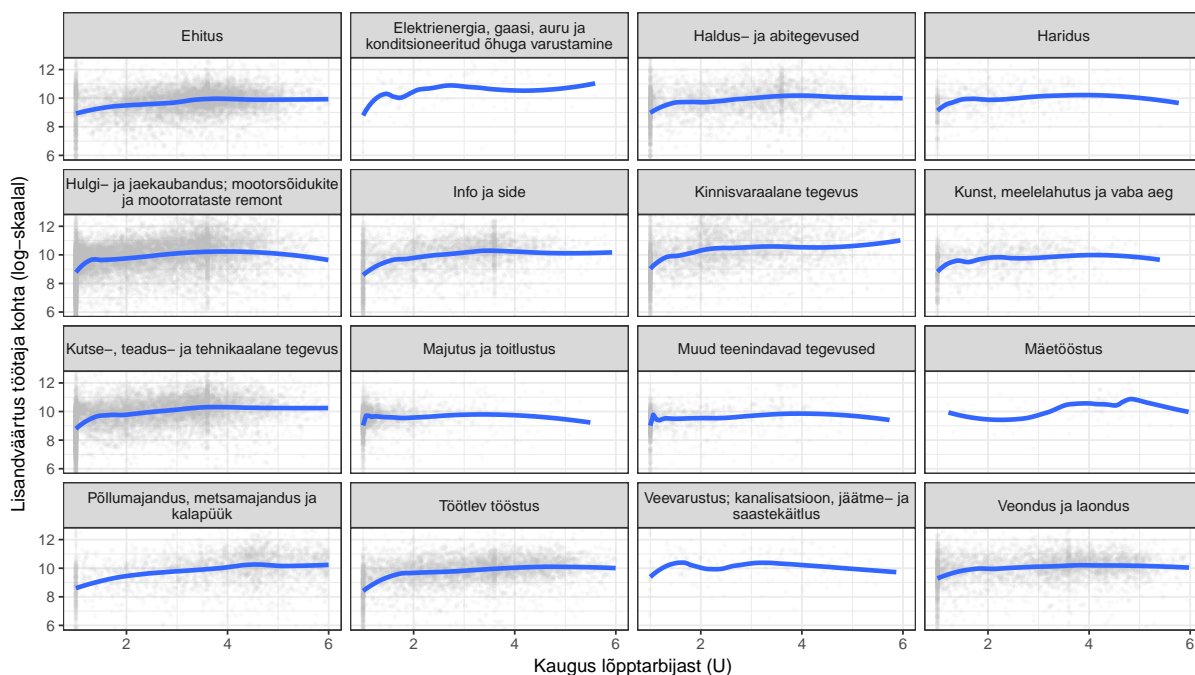 Ehitus
Elektrienergia, gaasi, auru ja
konditsioneeritud õhuga varustamine
Haldus− ja abitegevused
Haridus
12
10
8
6
Hulgi− ja jaekaubandus; mootorsõidukite
ja mootorrataste remont
Info ja side
Kinnisvaraalane tegevus
Kunst, meelelahutus ja vaba aeg
12
10
8
6
Kutse−, teadus− ja tehnikaalane tegevus
Majutus ja toitlustus
Muud teenindavad tegevused
Mäetööstus
12
10
8
6
Põllumajandus, metsamajandus ja
kalapüük
Töötlev tööstus
Veevarustus; kanalisatsioon, jäätme− ja
saastekäitlus
Veondus ja laondus
12
10
8
6
2 4 6 2 4 6 2 4 6 2 4 6
Kaugus lõpptarbijast (U)
Lisandväärtus töötaja kohta (log−skaalal)